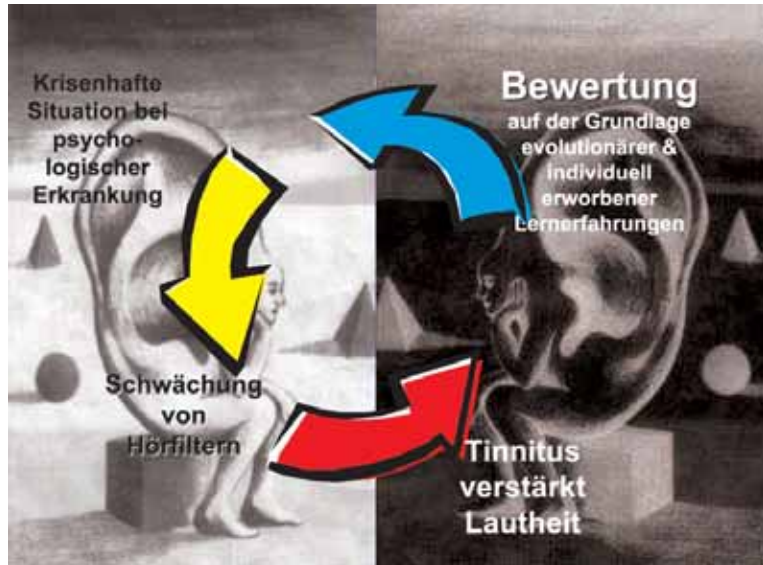 Krisenhafte
Situation bei
psycho-
logischer
Erkrankung
Bewertung
auf der Grundlage
evolutionärer &
individuell
erworbener
Lernerfahrungen
Schwächung
von
Hörfiltern
Tinnitus
verstärkt
Lautheit